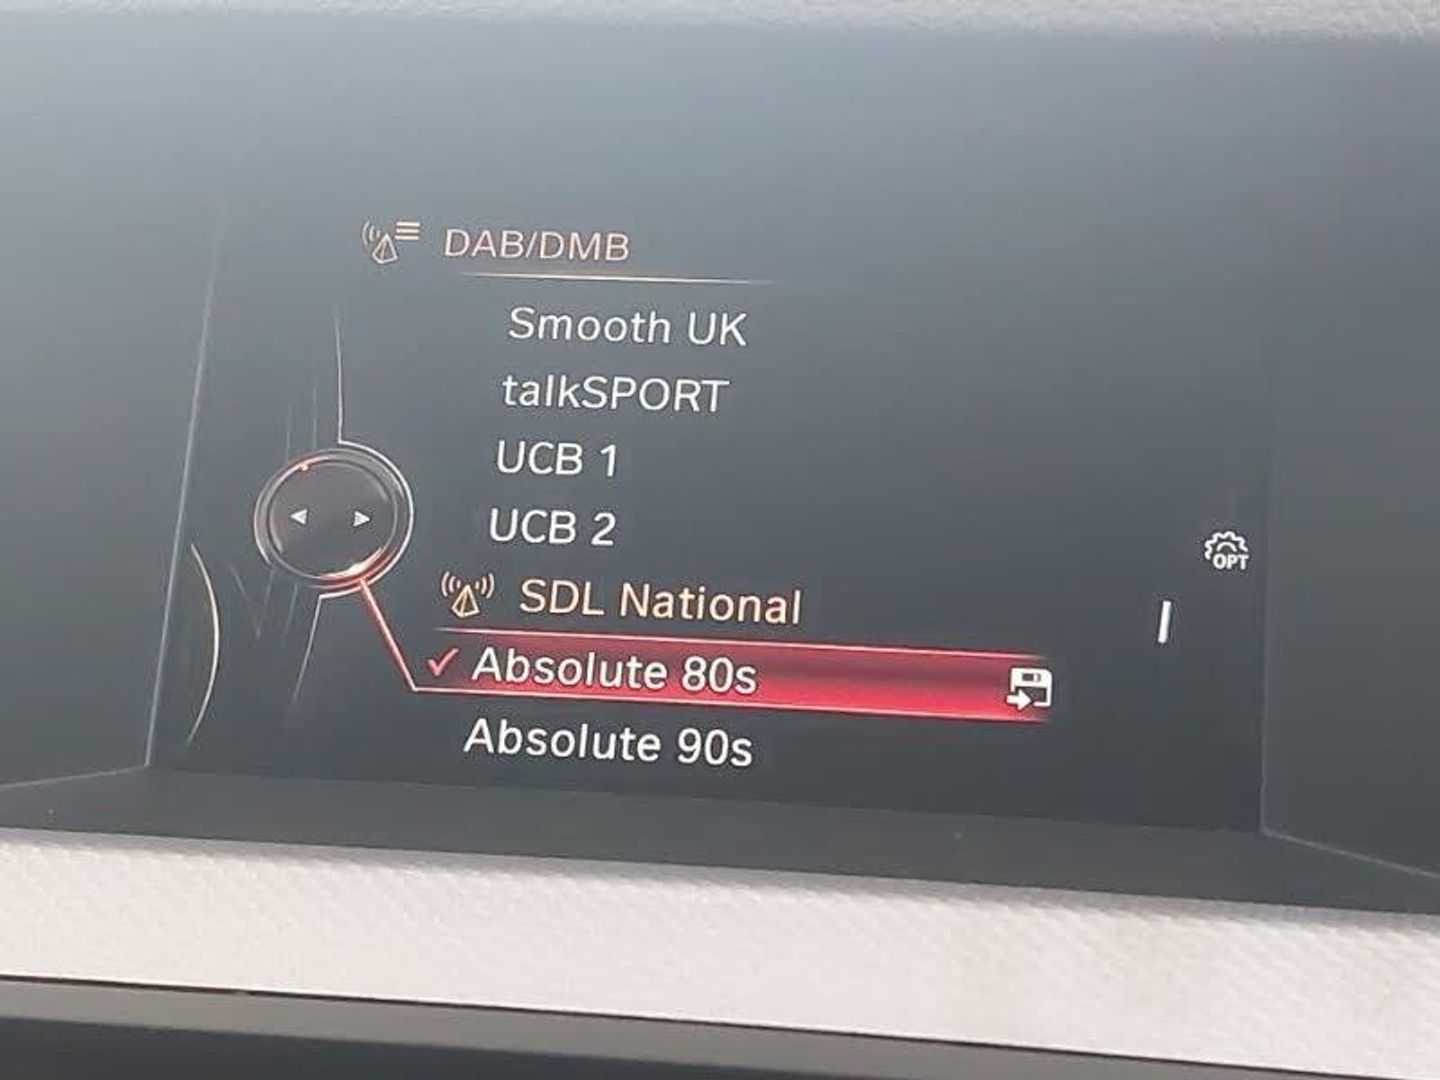 DAB/DMB
Smooth UK
talkSPORT
UCB 1
UCB 2
SDL National
Absolute 80s
Absolute 90s
OPT